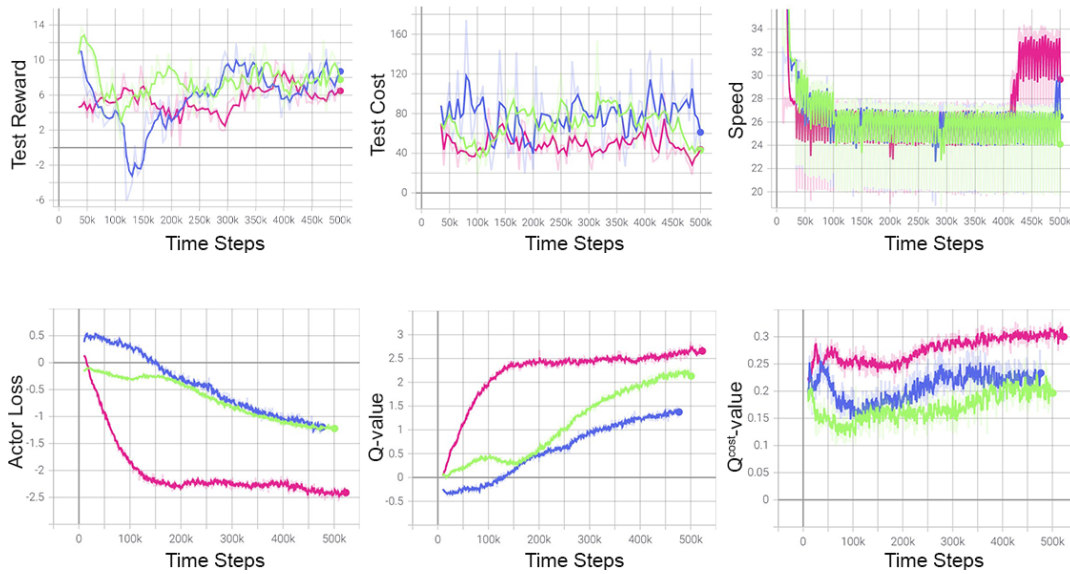 Test Reward
14
10
6
2
-2
-6
0 50k 100k 150k 200k 250k 300k 350k 400k 450k 500k
Time Steps
Test Cost
160
120
80
60
40
0
0 50k 100k 150k 200k 250k 300k 350k 400k 450k 500k
Time Steps
Speed
34
32
30
28
26
24
22
20
0 50k 100k 150k 200k 250k 300k 350k 400k 450k 500k
Time Steps
Actor Loss
0.5
0
-0.5
-1
-1.5
-2
-2.5
0 100k 200k 300k 400k 500k
Time Steps
Q-value
3
2.5
2
1.5
1
0.5
0
-0.5
0 100k 200k 300k 400k 500k
Time Steps
Qcost-value
0.3
0.25
0.2
0.15
0.1
0.05
0
0 100k 200k 300k 400k 500k
Time Steps